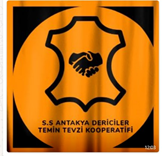 S.S ANTAKYA DERİCİLER
TEMİN TEVZİ KOOPERATİFİ